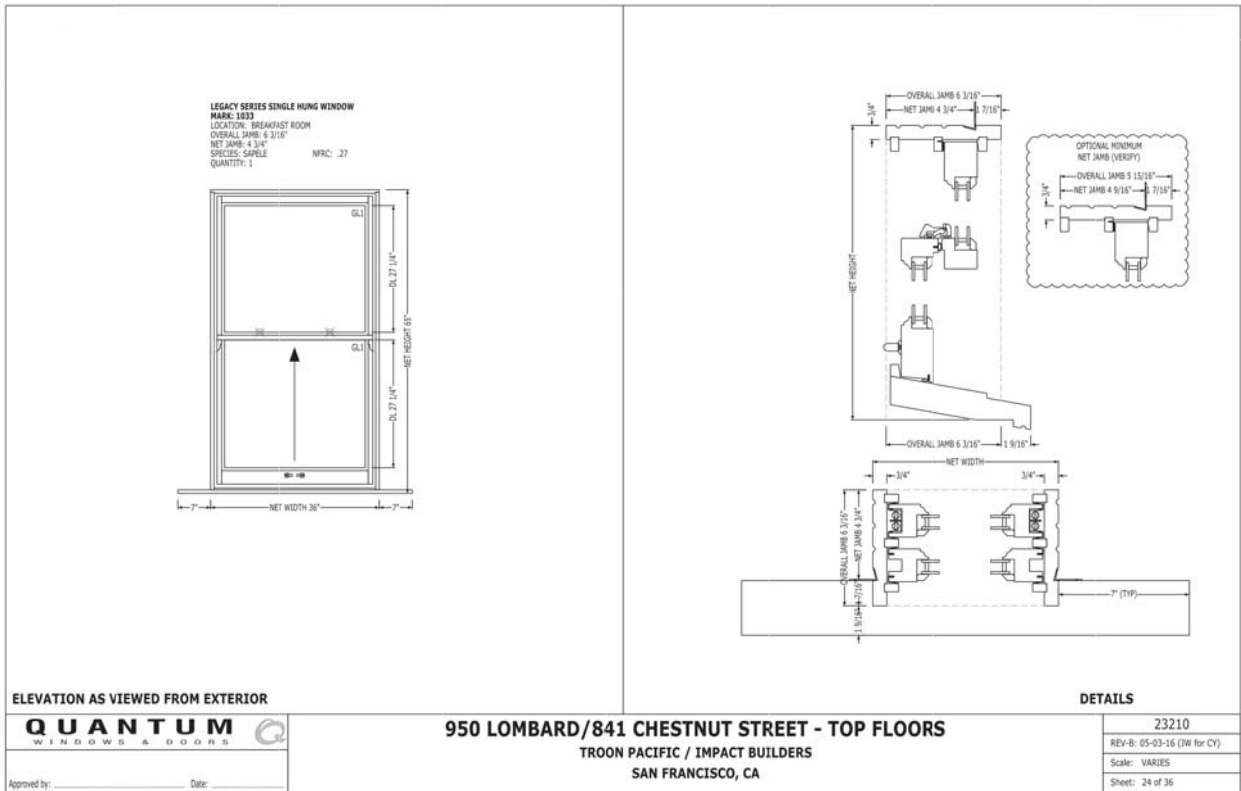 LEGACY SERIES SINGLE HUNG WINDOW
MARK: 1033
LOCATION: BREAKFAST ROOM
OVERALL JAMB: 6 3/16"
NET JAMB: 4 3/4"
SPECIES: SAPELE NFRC: .27
QUANTITY: 1
GL1
DL 27 1/4"
NET HEIGHT 65"
GL1
DL 27 1/4"
7"
NET WIDTH 36"
7"
ELEVATION AS VIEWED FROM EXTERIOR
OVERALL JAMB 6 3/16"
NET JAMB 4 3/4"
1 7/16"
3/4"
NET HEIGHT
OPTIONAL MINIMUM
NET JAMB (VERIFY)
OVERALL JAMB 5 15/16"
NET JAMB 4 9/16"
1 7/16"
3/4"
OVERALL JAMB 6 3/16"
1 9/16"
NET WIDTH
3/4"
3/4"
OVERALL JAMB 6 3/16"
NET JAMB 4 3/4"
1 7/16"
1 9/16"
7" (TYP)
DETAILS
QUANTUM
WINDOWS & DOORS
Approved by:
Date:
950 LOMBARD/841 CHESTNUT STREET - TOP FLOORS
TROON PACIFIC / IMPACT BUILDERS
SAN FRANCISCO, CA
23210
REV-B: 05-03-16 (JW for CY)
Scale: VARIES
Sheet: 24 of 36